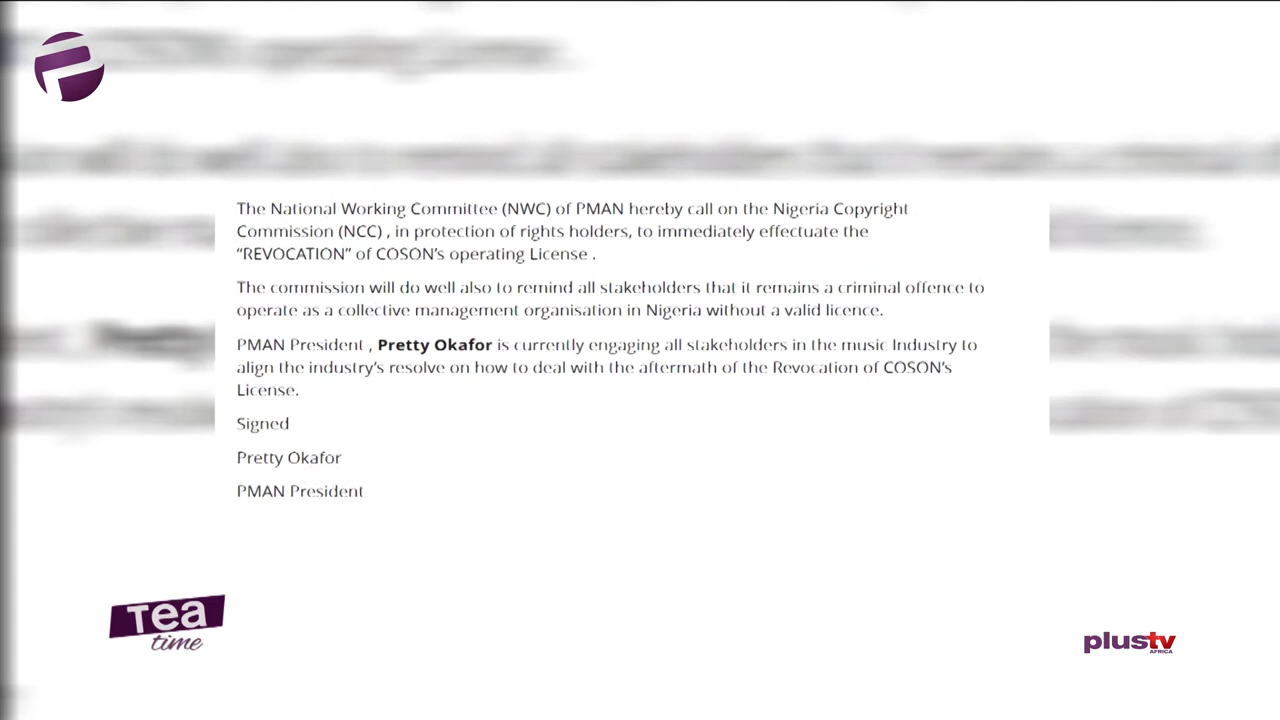 The National Working Committee (NWC) of PMAN hereby call on the Nigeria Copyright
Commission (NCC) , in protection of rights holders, to immediately effectuate the
“REVOCATION” of COSON’s operating License .
The commission will do well also to remind all stakeholders that it remains a criminal offence to
operate as a collective management organisation in Nigeria without a valid licence.
PMAN President , Pretty Okafor is currently engaging all stakeholders in the music Industry to
align the industry’s resolve on how to deal with the aftermath of the Revocation of COSON’s
License.
Signed
Pretty Okafor
PMAN President
Tea
time
plustv
AFRICA